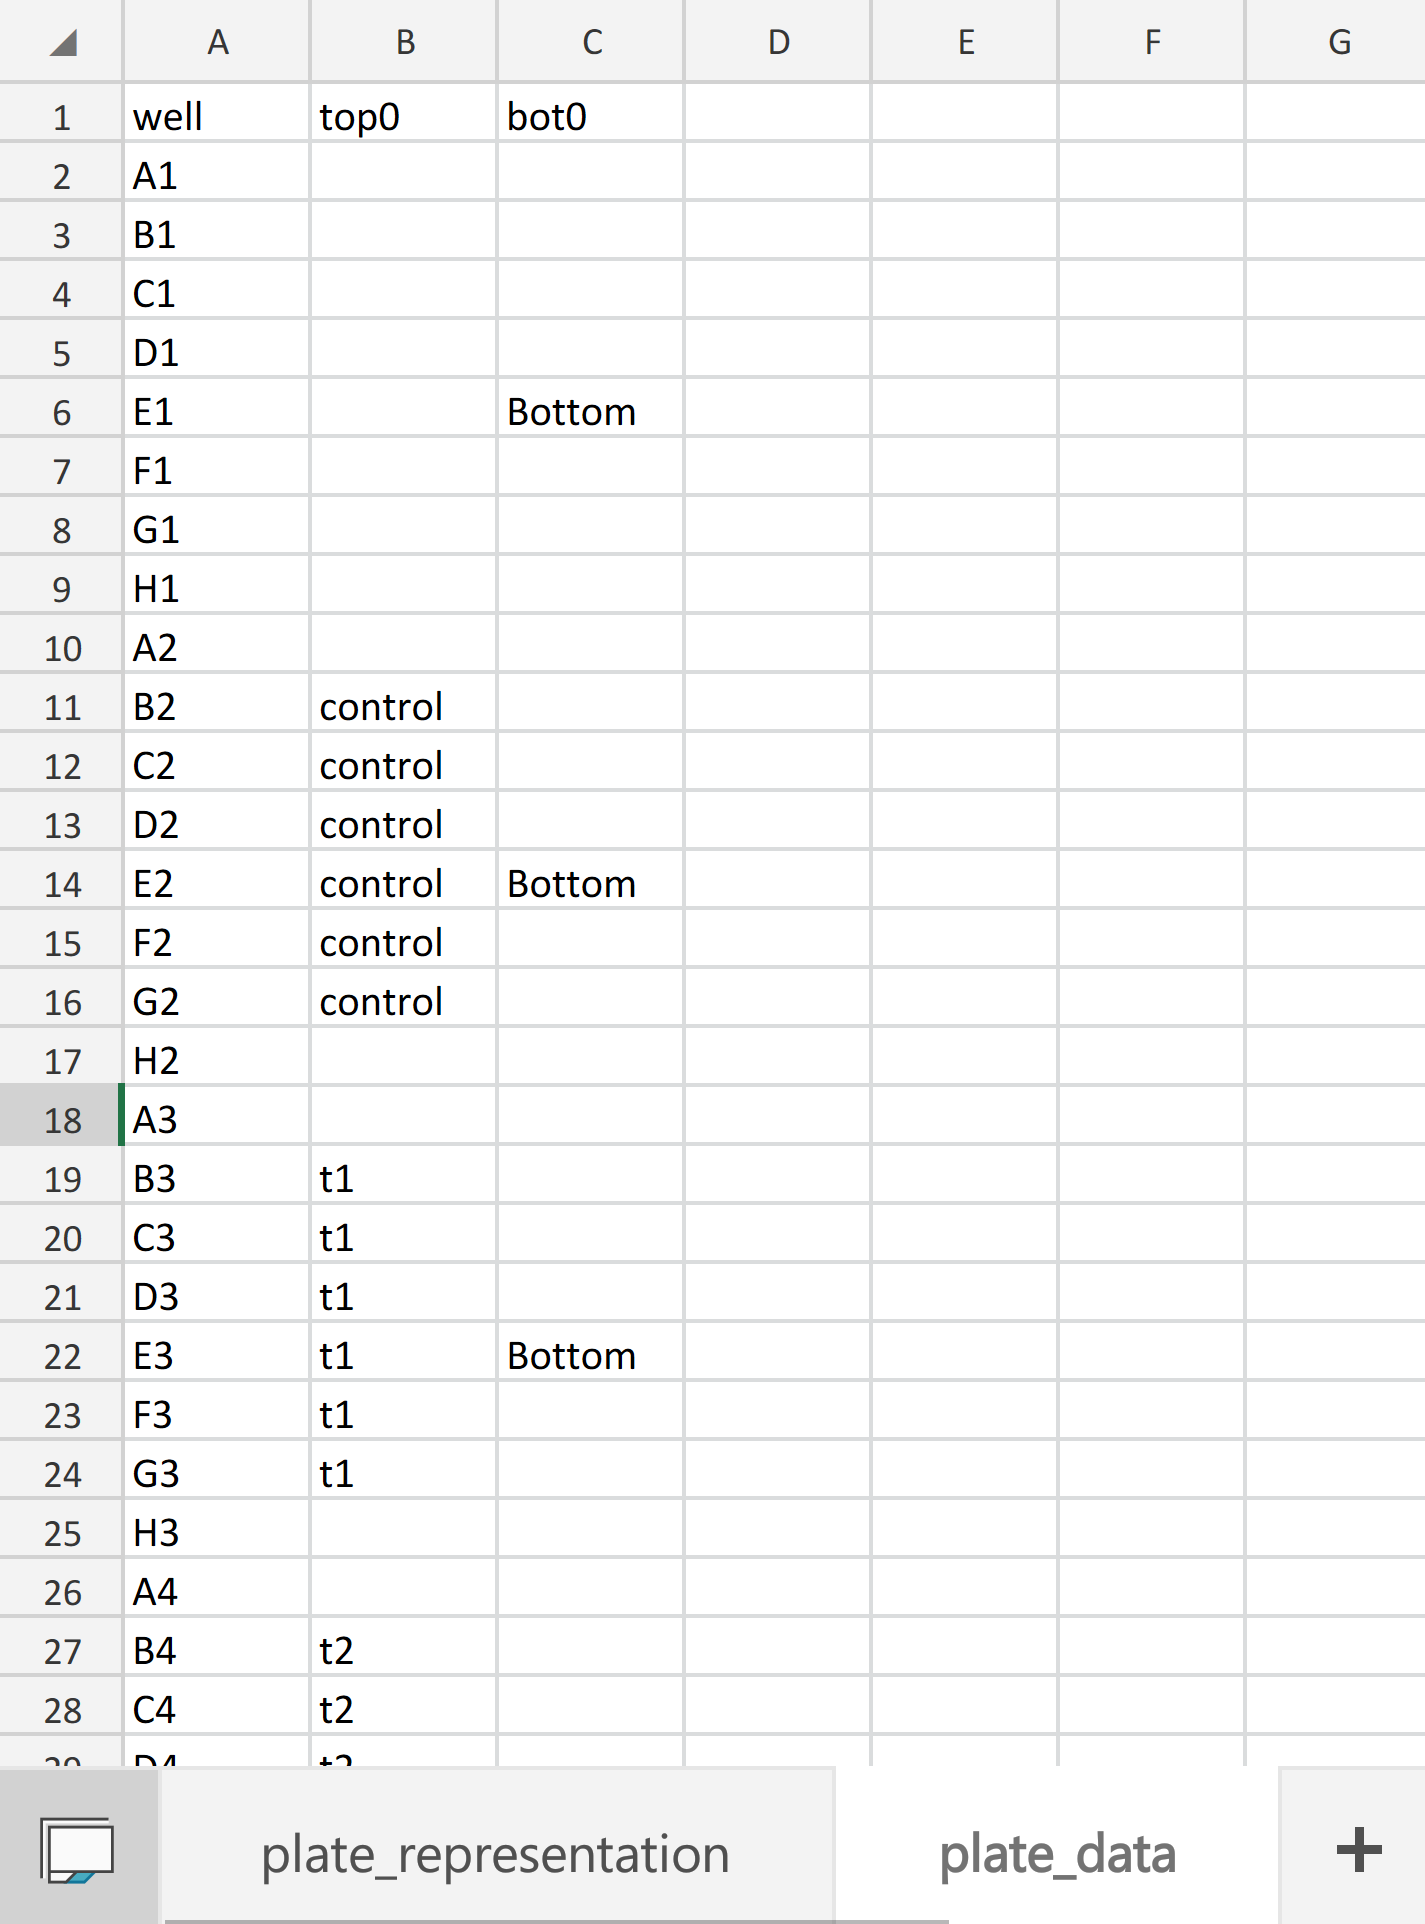 A B C D E F G
1 well top0 bot0
2 A1
3 B1
4 C1
5 D1
6 E1 Bottom
7 F1
8 G1
9 H1
10 A2
11 B2 control
12 C2 control
13 D2 control
14 E2 control Bottom
15 F2 control
16 G2 control
17 H2
18 A3
19 B3 t1
20 C3 t1
21 D3 t1
22 E3 t1 Bottom
23 F3 t1
24 G3 t1
25 H3
26 A4
27 B4 t2
28 C4 t2
29 D4 t2
plate_representation plate_data +